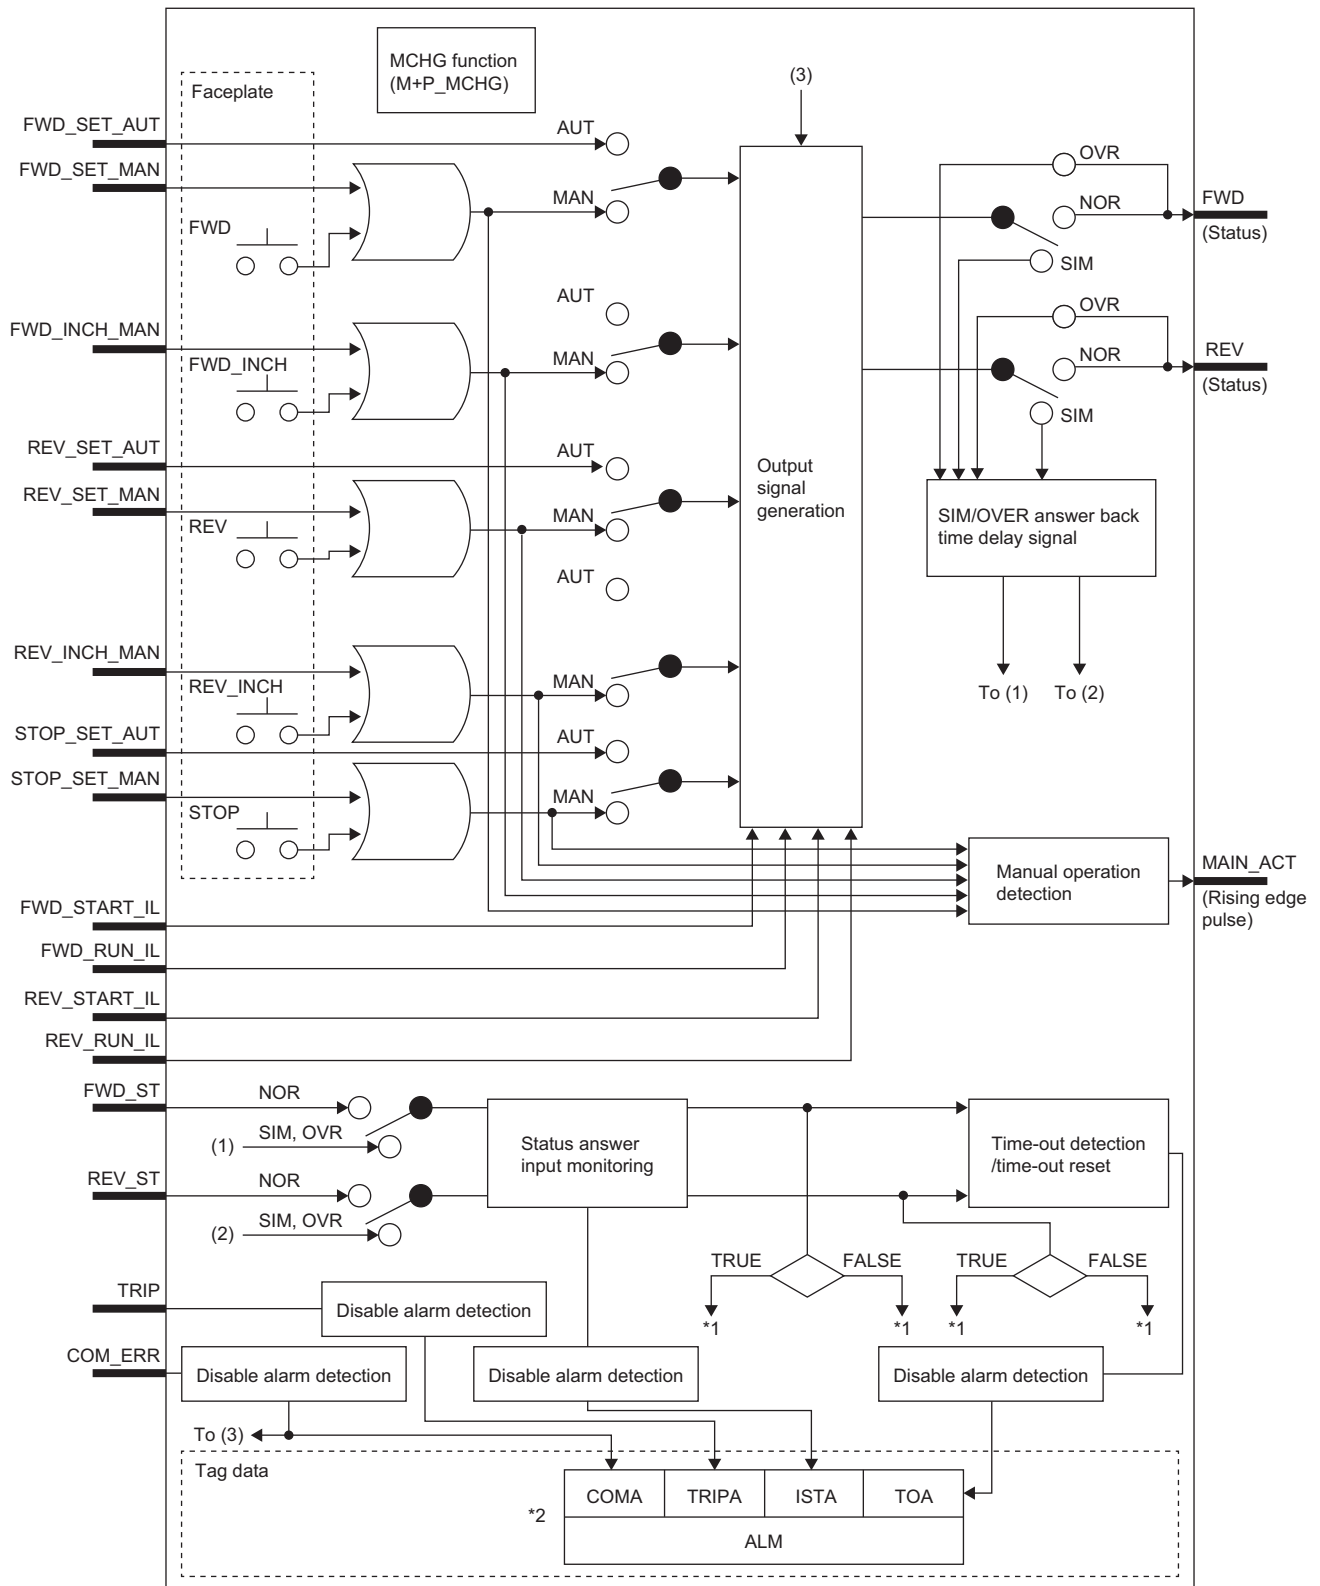 MCHG function
(M+P_MCHG)
Faceplate
(3)
FWD_SET_AUT
AUT
FWD_SET_MAN
MAN
FWD
OVR
NOR
SIM
FWD
(Status)
AUT
FWD_INCH_MAN
MAN
FWD_INCH
OVR
NOR
SIM
REV
(Status)
REV_SET_AUT
AUT
REV_SET_MAN
MAN
REV
AUT
Output
signal
generation
SIM/OVER answer back
time delay signal
REV_INCH_MAN
MAN
REV_INCH
To (1)
To (2)
STOP_SET_AUT
AUT
STOP_SET_MAN
MAN
STOP
Manual operation
detection
MAIN_ACT
(Rising edge
pulse)
FWD_START_IL
FWD_RUN_IL
REV_START_IL
REV_RUN_IL
FWD_ST
NOR
(1)
SIM, OVR
REV_ST
NOR
(2)
SIM, OVR
Status answer
input monitoring
Time-out detection
/time-out reset
TRUE
FALSE
TRUE
FALSE
*1
*1
*1
*1
TRIP
Disable alarm detection
COM_ERR
Disable alarm detection
Disable alarm detection
Disable alarm detection
To (3)
Tag data
*2
COMA
TRIPA
ISTA
TOA
ALM